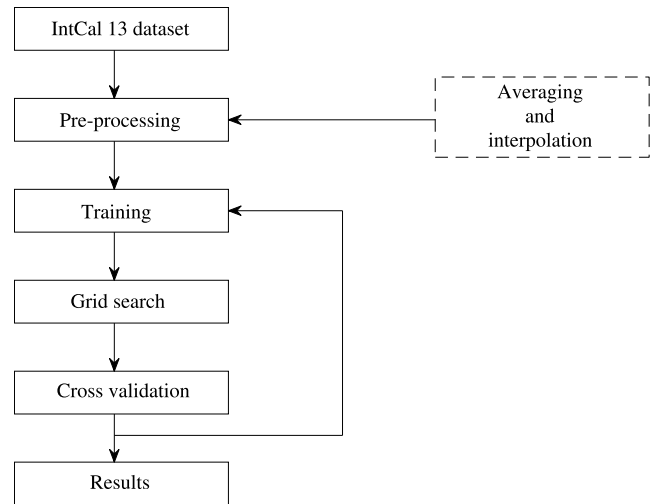 IntCal 13 dataset
Pre-processing
Averaging
and
interpolation
Training
Grid search
Cross validation
Results